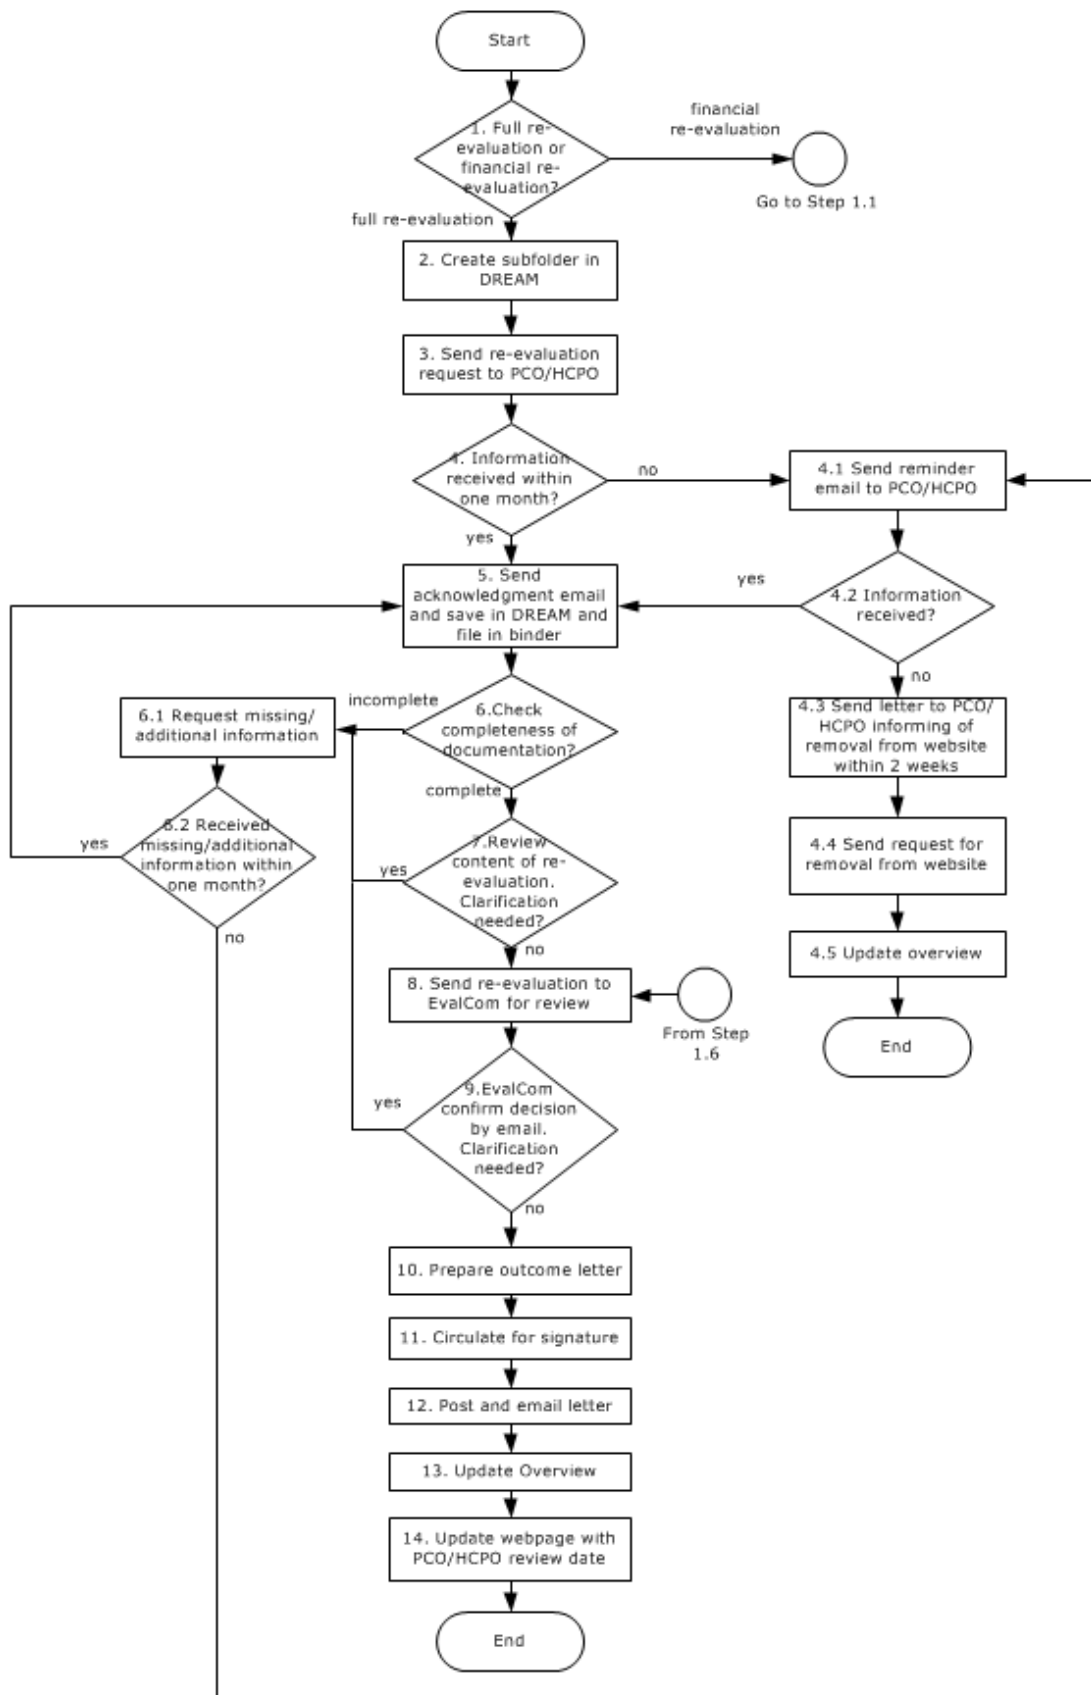 Start
financial
re-evaluation
1. Full re-
evaluation or
financial re-
evaluation?
Go to Step 1.1
full re-evaluation
2. Create subfolder in
DREAM
3. Send re-evaluation
request to PCO/HCPO
4. Information
received within
one month?
no
4.1 Send reminder
email to PCO/HCPO
yes
5. Send
acknowledgment email
and save in DREAM and
file in binder
yes
4.2 Information
received?
no
incomplete
6.1 Request missing/
additional information
6.Check
completeness of
documentation?
4.3 Send letter to PCO/
HCPO informing of
removal from website
within 2 weeks
complete
yes
6.2 Received
missing/additional
information within
one month?
no
yes
7.Review
content of re-
evaluation.
Clarification
needed?
no
4.4 Send request for
removal from website
4.5 Update overview
8. Send re-evaluation to
EvalCom for review
From Step
1.6
End
yes
9.EvalCom
confirm decision
by email.
Clarification
needed?
no
10. Prepare outcome letter
11. Circulate for signature
12. Post and email letter
13. Update Overview
14. Update webpage with
PCO/HCPO review date
End